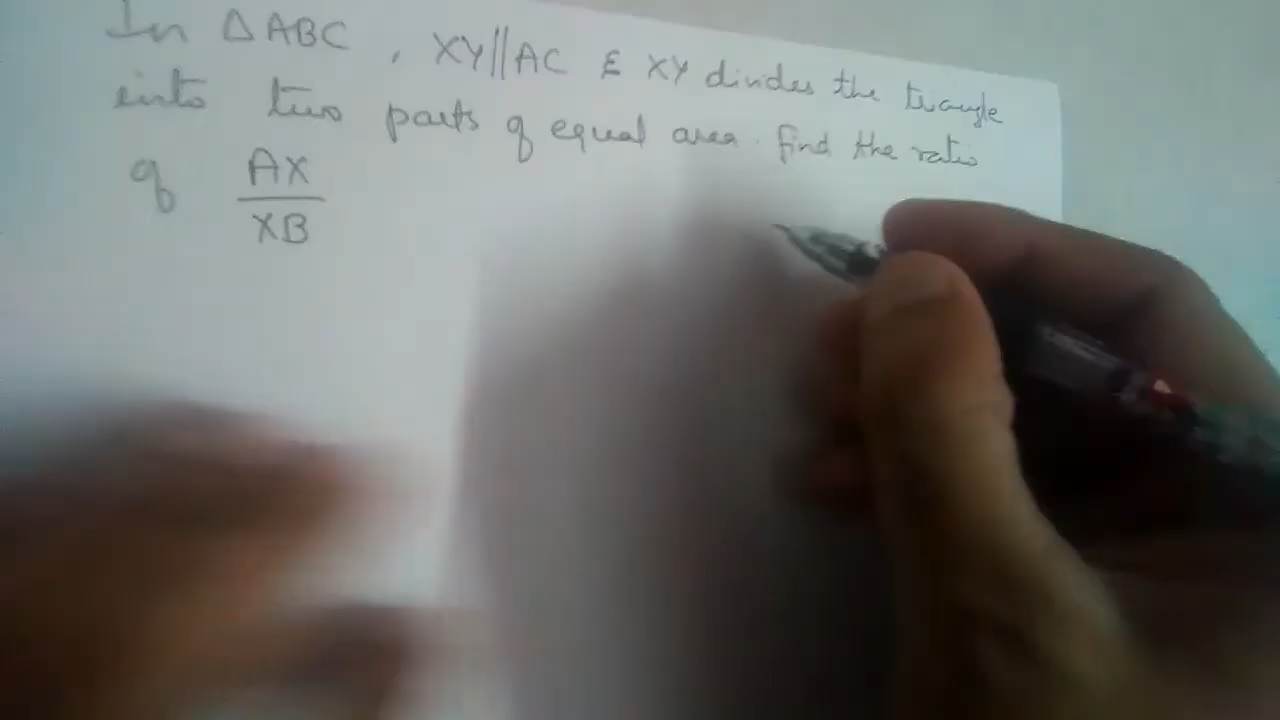 In △ABC, XY||AC & XY divides the triangle
into two parts of equal area. find the ratio
of AX/XB